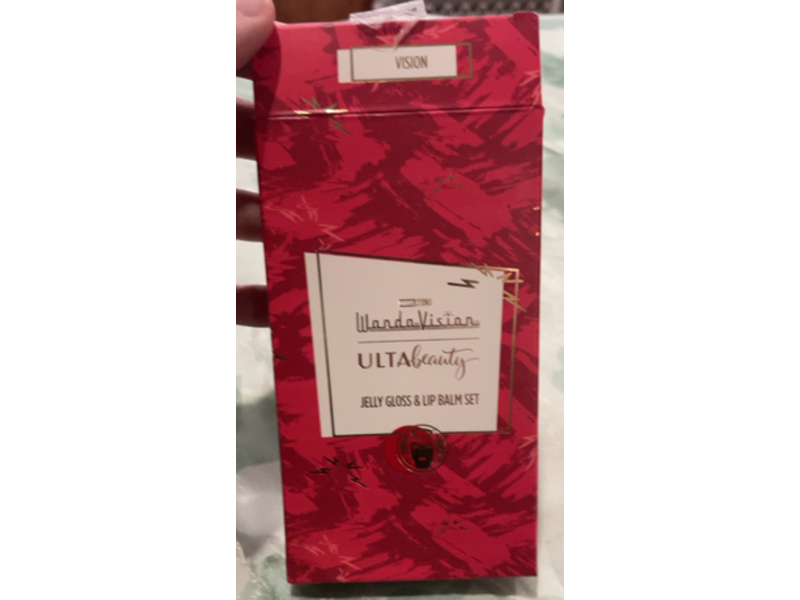 VISION
WandaVision
ULTA beauty
JELLY GLOSS & LIP BALM SET